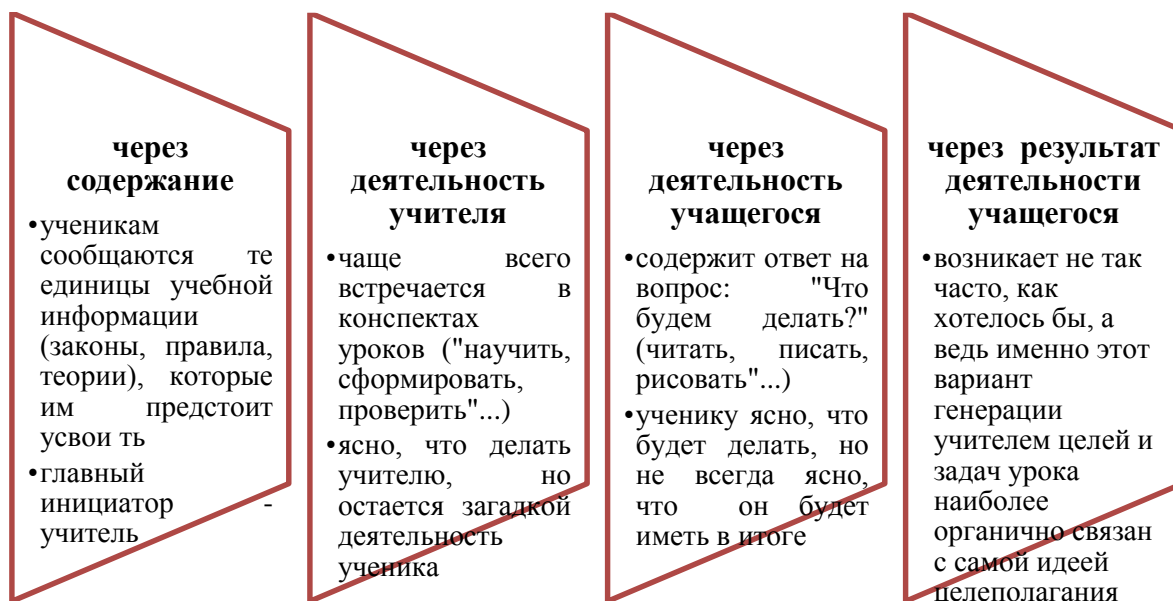 через
содержание
•ученикам
сообщаются те
единицы учебной
информации
(законы, правила,
теории), которые
им предстоит
усвои ть
•главный
инициатор -
учитель
через
деятельность
учителя
•чаще всего
встречается в
конспектах
уроков ("научить,
сформировать,
проверить"...)
•ясно, что делать
учителю, но
остается загадкой
деятельность
ученика
через
деятельность
учащегося
•содержит ответ на
вопрос: "Что
будем делать?"
(читать, писать,
рисовать"...)
•ученику ясно, что
будет делать, но
не всегда ясно,
что он будет
иметь в итоге
через результат
деятельности
учащегося
•возникает не так
часто, как
хотелось бы, а
ведь именно этот
вариант
генерации
учителем целей и
задач урока
наиболее
органично связан
с самой идеей
целеполагания